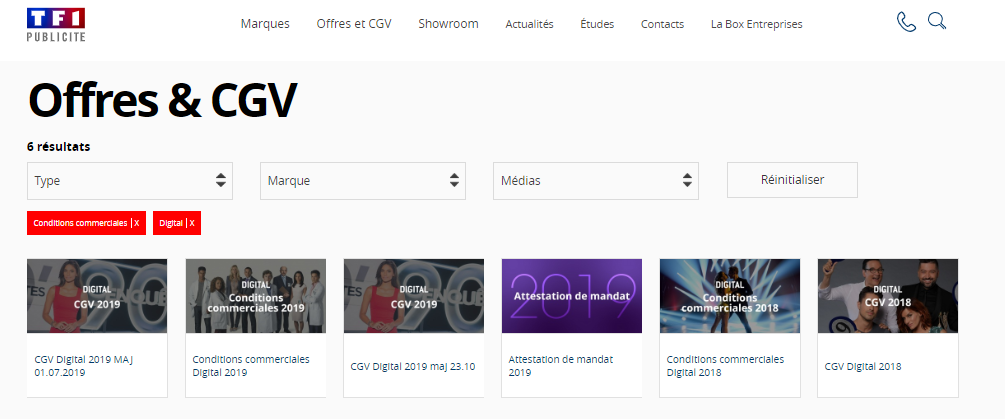 TF1
PUBLICITE
Marques
Offres et CGV
Showroom
Actualités
Études
Contacts
La Box Entreprises
Offres & CGV
6 résultats
Type
Marque
Médias
Réinitialiser
Conditions commerciales | X
Digital | X
DIGITAL
CGV 2019
DIGITAL
Conditions
commerciales 2019
DIGITAL
CGV 2019
2019
Attestation de mandat
DIGITAL
Conditions
commerciales 2018
DIGITAL
CGV 2018
CGV Digital 2019 MAJ
01.07.2019
Conditions commerciales
Digital 2019
CGV Digital 2019 maj 23.10
Attestation de mandat
2019
Conditions commerciales
Digital 2018
CGV Digital 2018